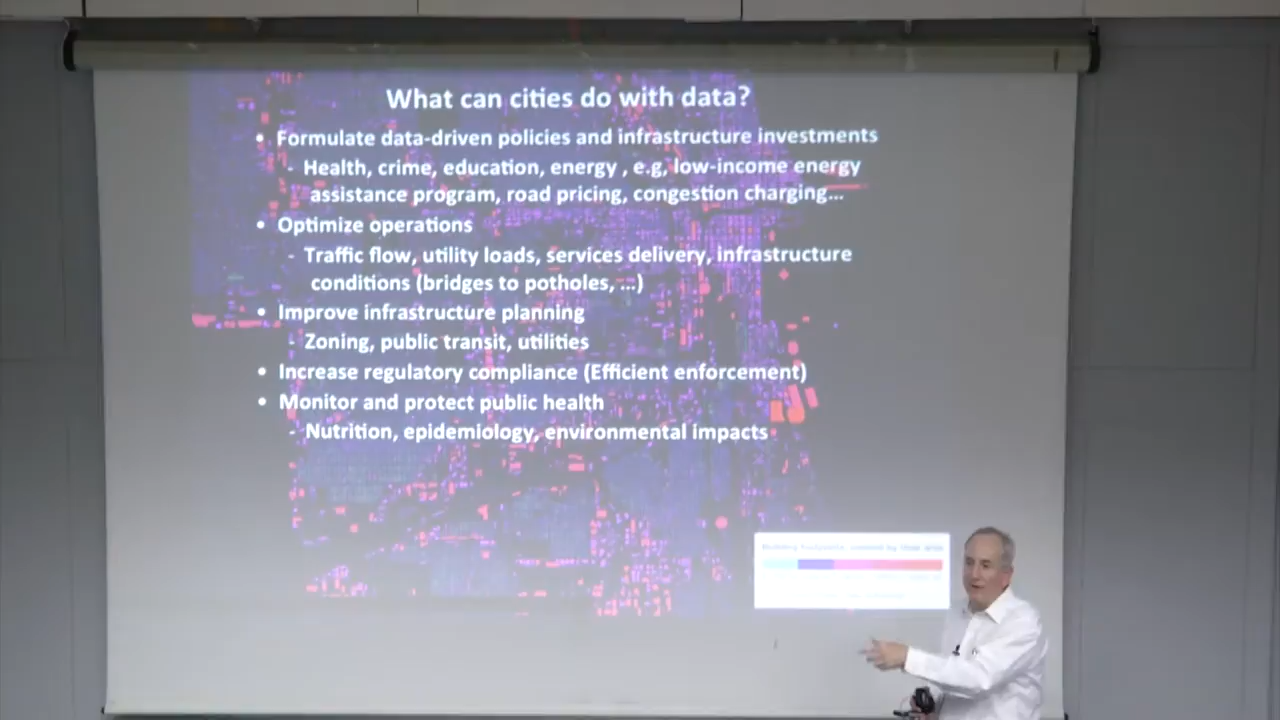 What can cities do with data?
• Formulate data-driven policies and infrastructure investments
- Health, crime, education, energy , e.g, low-income energy
assistance program, road pricing, congestion charging...
• Optimize operations
- Traffic flow, utility loads, services delivery, infrastructure
conditions (bridges to potholes, ...)
• Improve infrastructure planning
- Zoning, public transit, utilities
• Increase regulatory compliance (Efficient enforcement)
• Monitor and protect public health
- Nutrition, epidemiology, environmental impacts